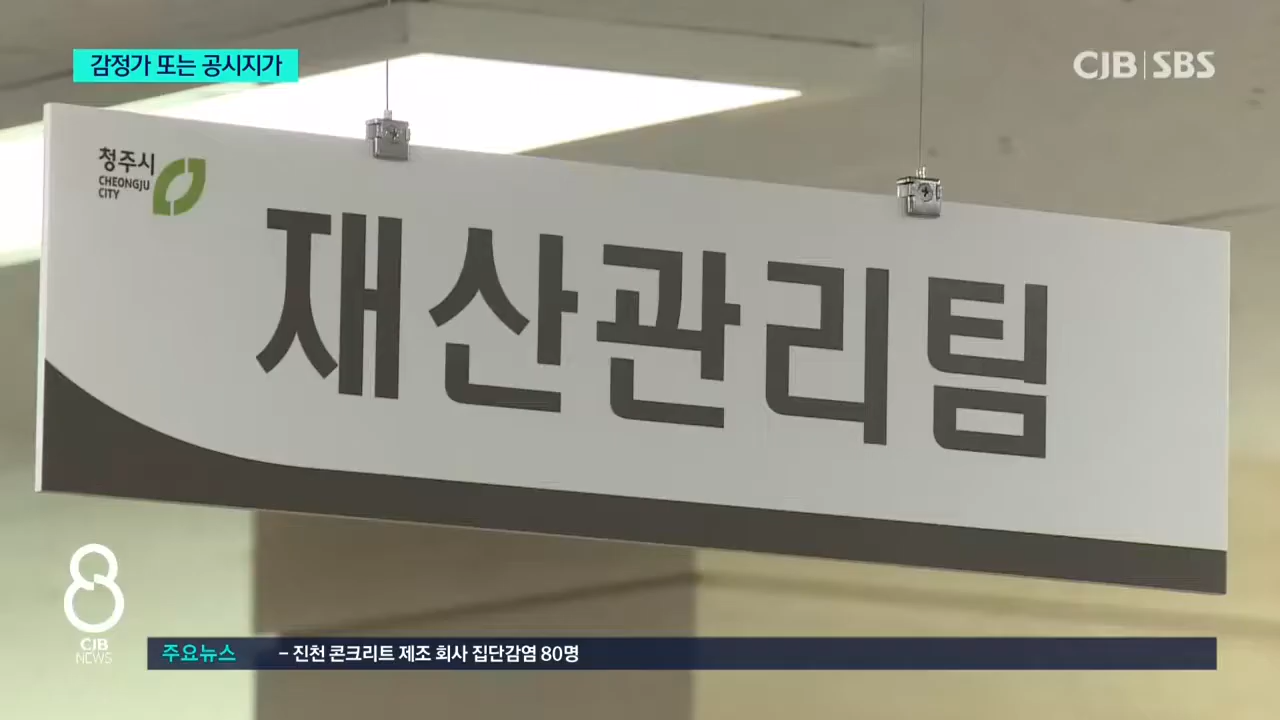 감정가 또는 공시지가
CJB SBS
청주시
CHEONGJU
CITY
재산관리팀
8
CJB
NEWS
주요뉴스 - 진천 콘크리트 제조 회사 집단감염 80명